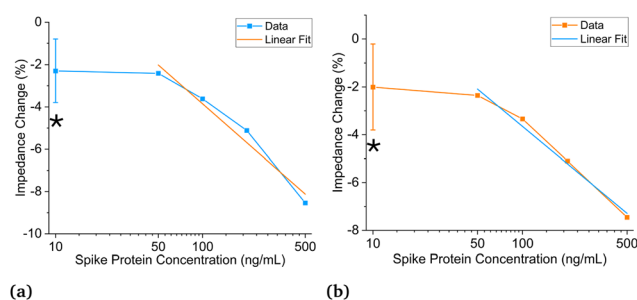 0
-2
-4
-6
-8
-10
Impedance Change (%)
Data
Linear Fit
*
10
50
100
500
Spike Protein Concentration (ng/mL)
(a)
0
-2
-4
-6
-8
Impedance Change (%)
Data
Linear Fit
*
10
50
100
500
Spike Protein Concentration (ng/mL)
(b)